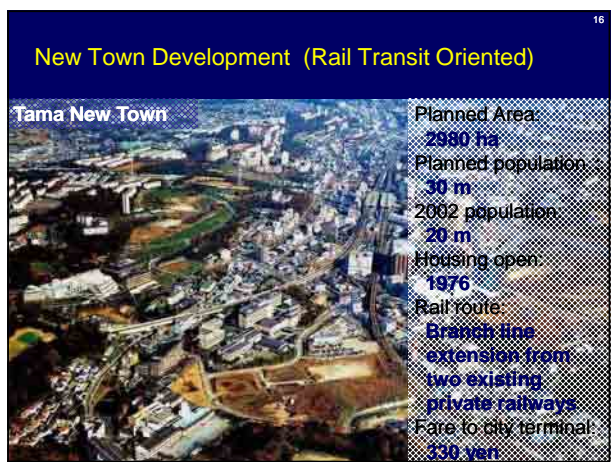 16
New Town Development (Rail Transit Oriented)
Tama New Town
Planned Area:
2980 ha
Planned population :
30 m
2002 population:
20 m
Housing open:
1976
Rail route:
Branch line
extension from
two existing
private railways
Fare to city terminal:
330 yen